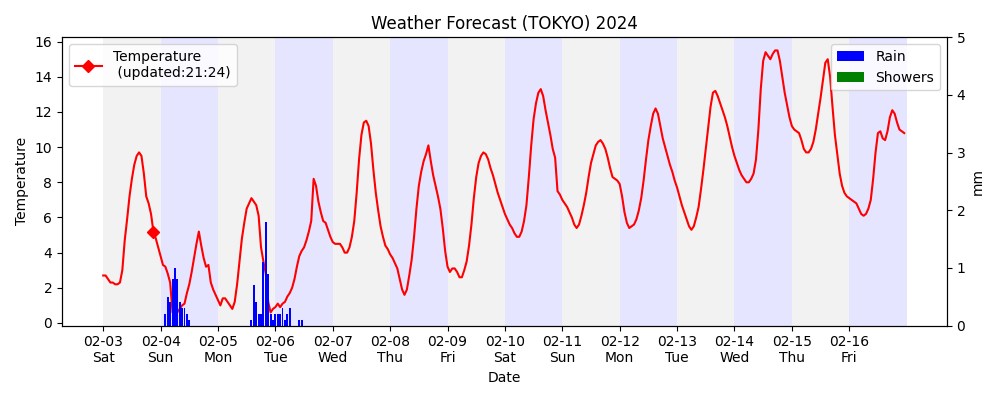 Weather Forecast (TOKYO) 2024
Temperature
(updated:21:24)
Rain
Showers
16
14
12
10
8
6
4
2
0
Temperature
5
4
3
2
1
0
mm
02-03 02-04 02-05 02-06 02-07 02-08 02-09 02-10 02-11 02-12 02-13 02-14 02-15 02-16
Sat Sun Mon Tue Wed Thu Fri Sat Sun Mon Tue Wed Thu Fri
Date